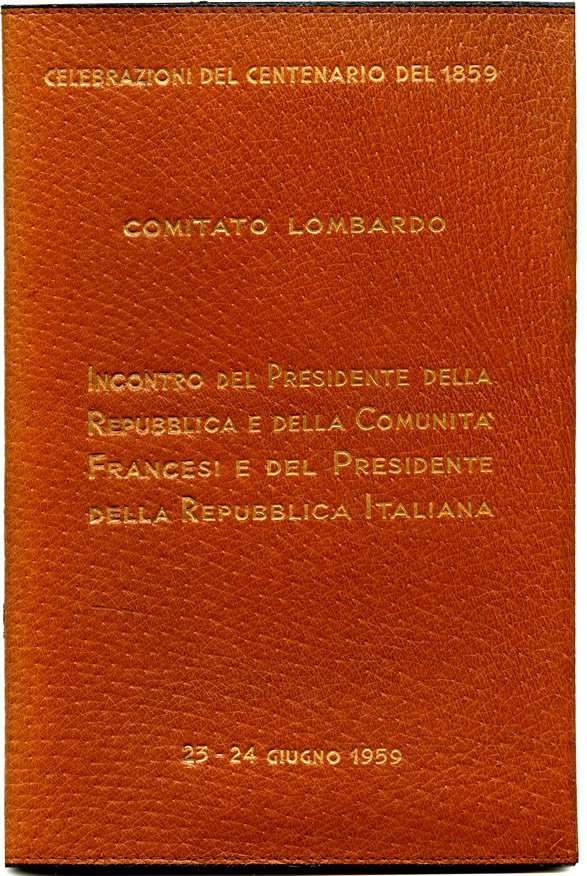 CELEBRAZIONI DEL CENTENARIO DEL 1859
COMITATO LOMBARDO
INCONTRO DEL PRESIDENTE DELLA
REPUBBLICA E DELLA COMUNITA'
FRANCESI E DEL PRESIDENTE
DELLA REPUBBLICA ITALIANA
23 - 24 GIUGNO 1959